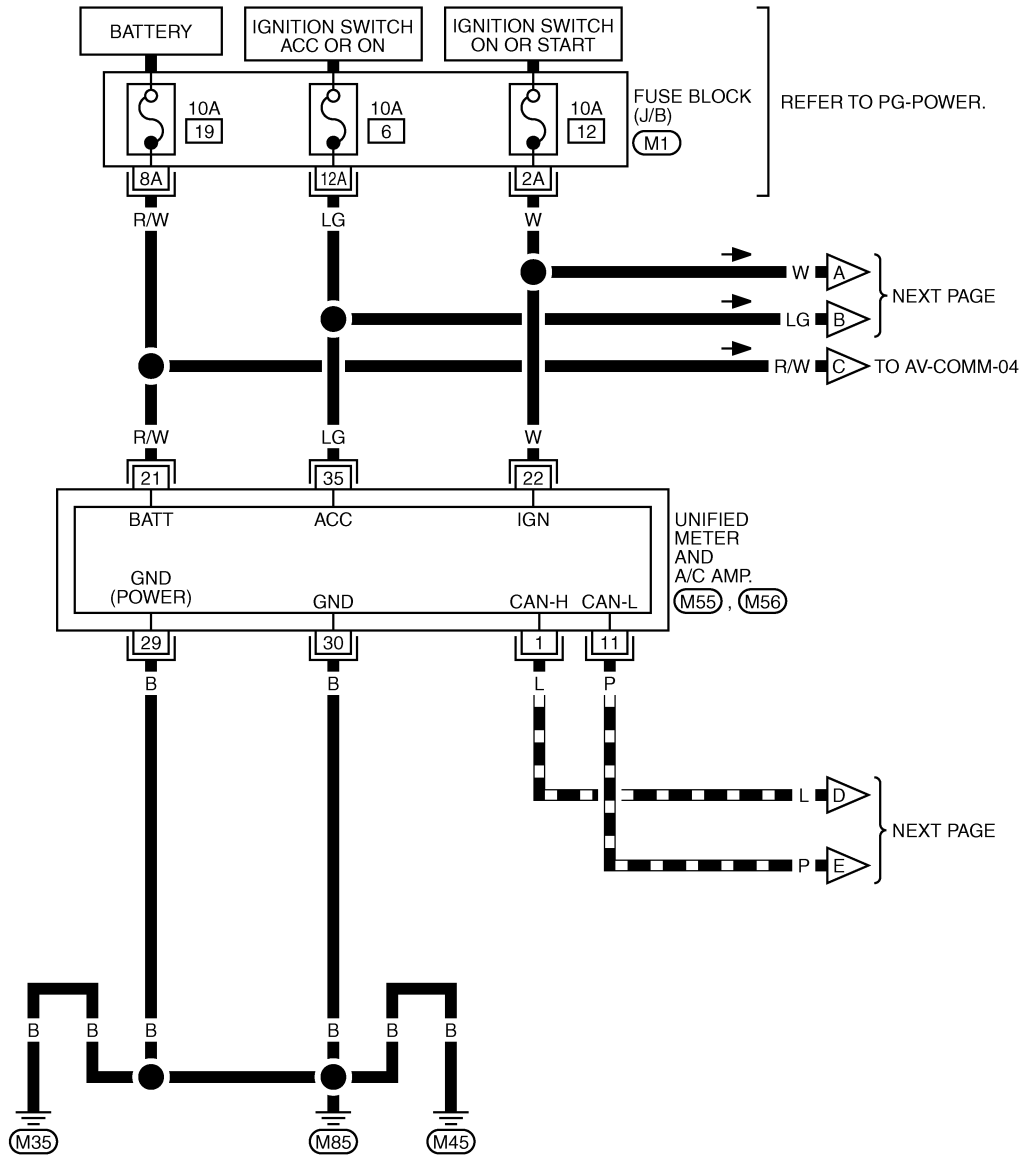 BATTERY
IGNITION SWITCH
ACC OR ON
IGNITION SWITCH
ON OR START
10A
19
10A
6
10A
12
FUSE BLOCK
(J/B)
M1
REFER TO PG-POWER.
8A
12A
2A
R/W
LG
W
W
A
LG
B
NEXT PAGE
R/W
C
TO AV-COMM-04
R/W
LG
W
21
35
22
BATT
ACC
IGN
UNIFIED
METER
AND
A/C AMP.
M55 , M56
GND
(POWER)
GND
CAN-H
CAN-L
29
30
1
11
B
B
L
P
L
D
P
E
NEXT PAGE
B
B
B
B
B
B
M35
M85
M45